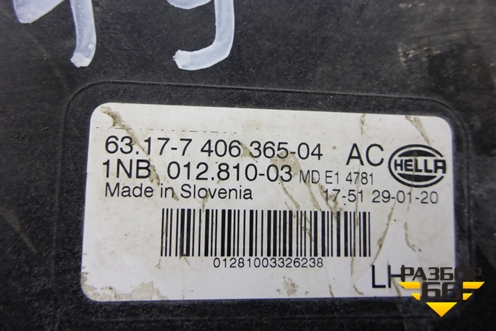 49
63.17-7 406 365-04 AC
HELLA
1NB 012.810-03 MD E1 4781
Made in Slovenia 17-51 29-01-20
01281003326238
LH
РАЗБОР
66